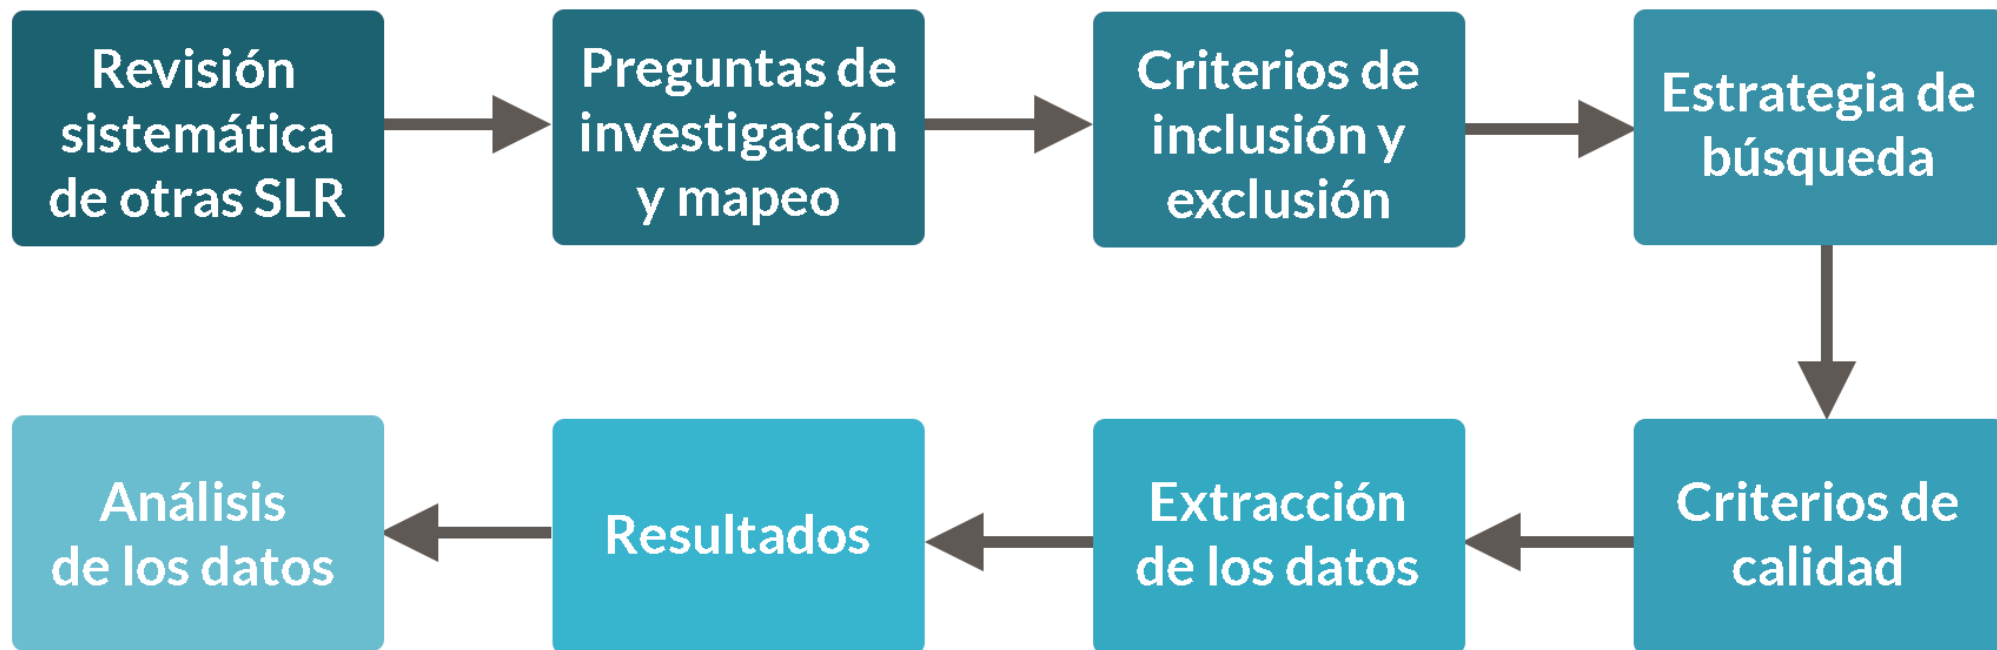 Revisión
sistemática
de otras SLR
Preguntas de
investigación
y mapeo
Criterios de
inclusión y
exclusión
Estrategia de
búsqueda
Criterios de
calidad
Extracción
de los datos
Resultados
Análisis
de los datos